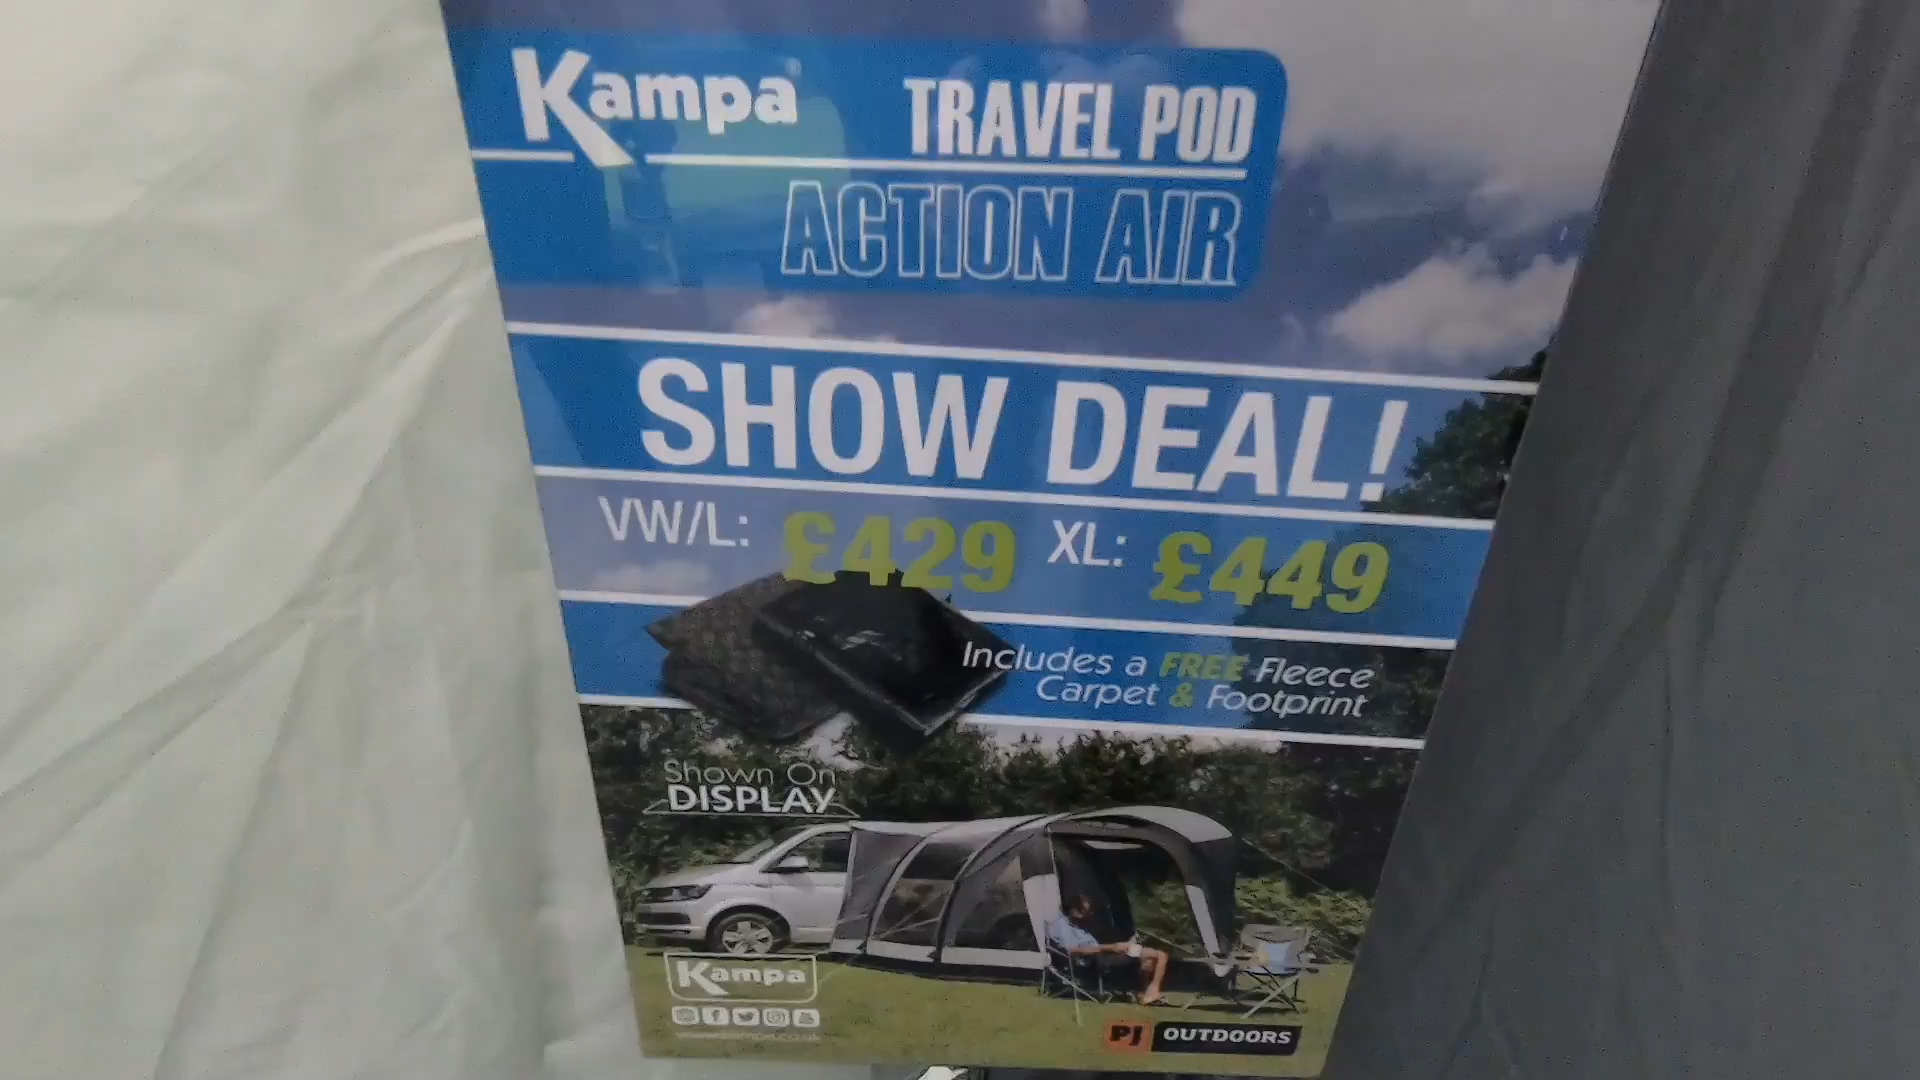 Kampa
TRAVEL POD
ACTION AIR
SHOW DEAL!
VW/L: £429 XL: £449
Includes a FREE Fleece
Carpet & Footprint
Shown On
DISPLAY
Kampa
PJ OUTDOORS